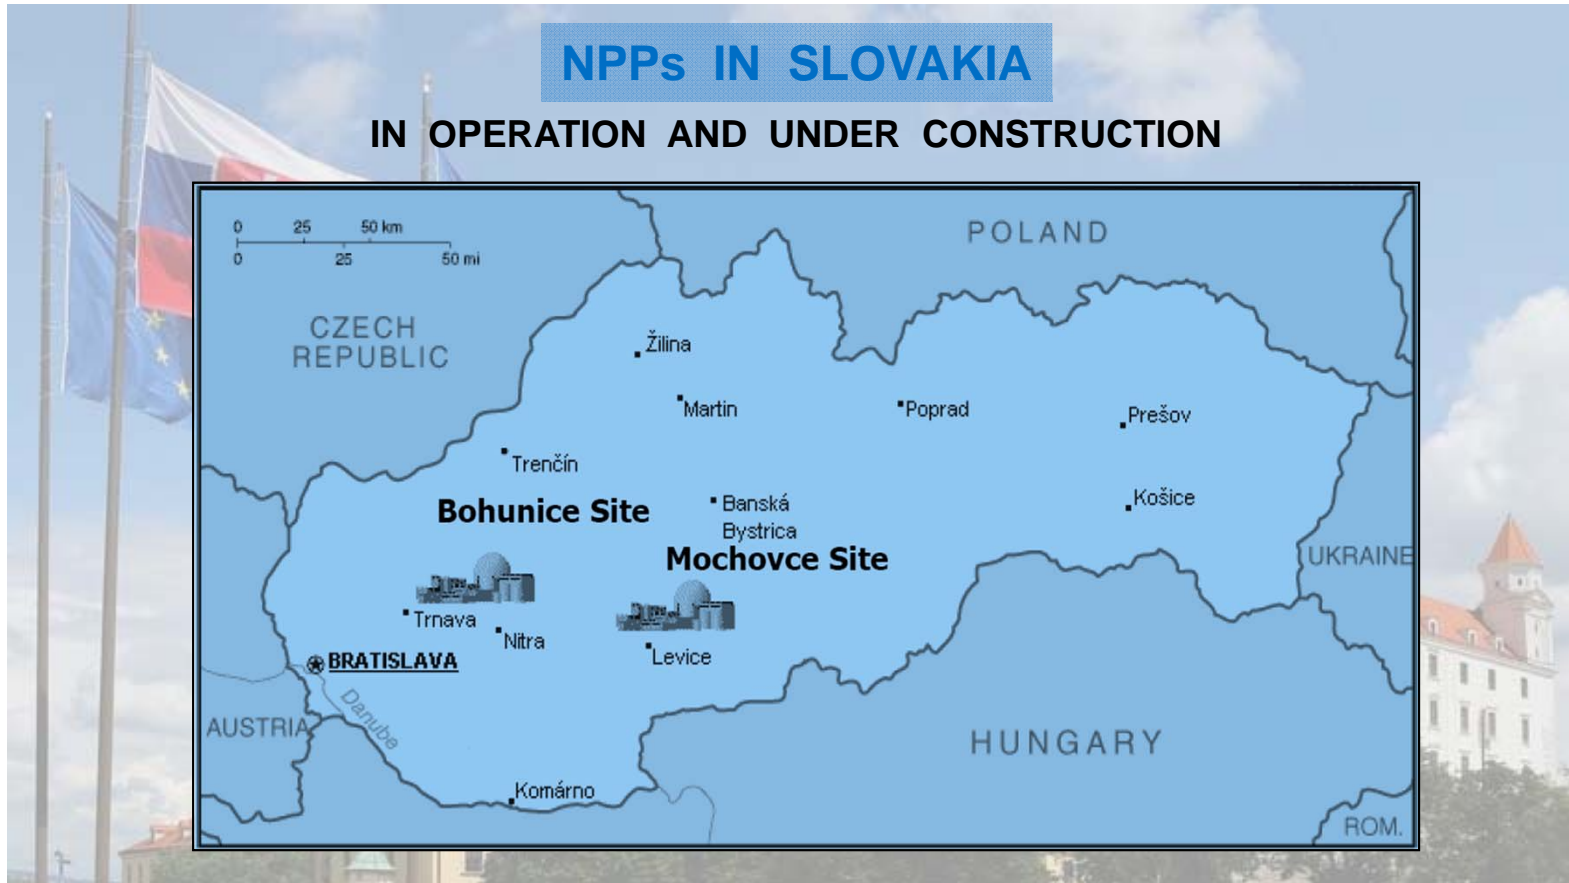 NPPs IN SLOVAKIA
IN OPERATION AND UNDER CONSTRUCTION
0 25 50 km
0 25 50 mi
POLAND
CZECH
REPUBLIC
Žilina
Martin
Poprad
Prešov
Trenčín
Bohunice Site
Banská
Bystrica
Košice
Mochovce Site
UKRAINE
Trnava
Nitra
Levice
BRATISLAVA
Danube
AUSTRIA
HUNGARY
Komárno
ROM.